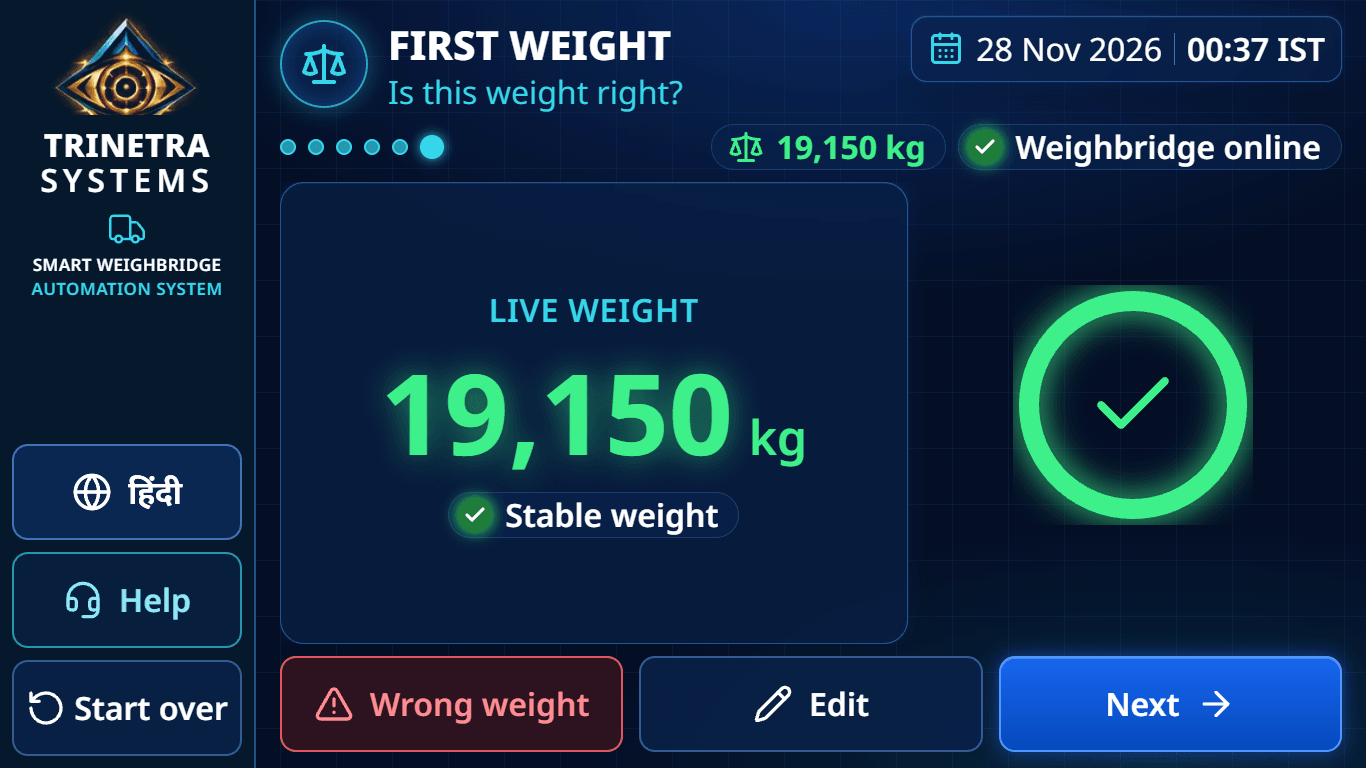 TRINETRA
SYSTEMS
SMART WEIGHBRIDGE
AUTOMATION SYSTEM
हिंदी
Help
Start over
FIRST WEIGHT
Is this weight right?
28 Nov 2026
00:37 IST
19,150 kg
Weighbridge online
LIVE WEIGHT
19,150 kg
Stable weight
Wrong weight
Edit
Next